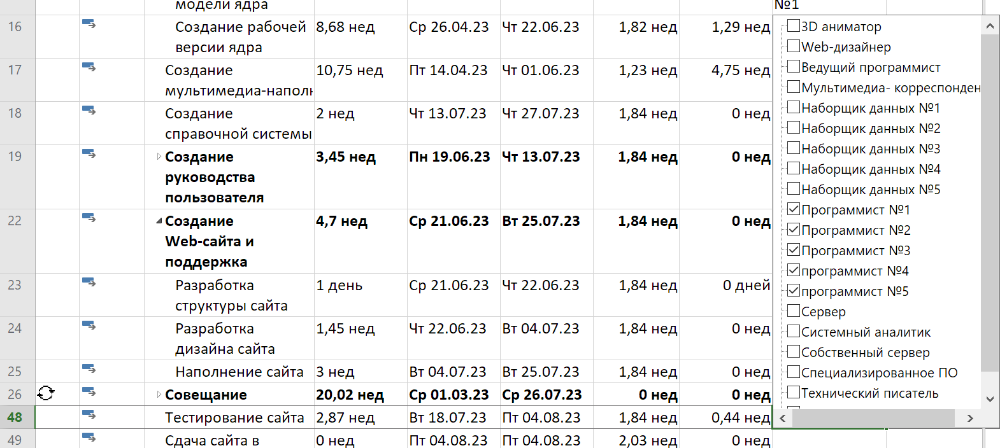 модели ядра
№1
16 Создание рабочей 8,68 нед Ср 26.04.23 Чт 22.06.23 1,82 нед 1,29 нед
версии ядра
17 Создание 10,75 нед Пт 14.04.23 Чт 01.06.23 1,23 нед 4,75 нед
мультимедиа-наполн
18 Создание 2 нед Чт 13.07.23 Чт 27.07.23 1,84 нед 0 нед
справочной системы
19 Создание 3,45 нед Пн 19.06.23 Чт 13.07.23 1,84 нед 0 нед
руководства
пользователя
22 Создание 4,7 нед Ср 21.06.23 Вт 25.07.23 1,84 нед 0 нед
Web-сайта и
поддержка
23 Разработка 1 день Ср 21.06.23 Чт 22.06.23 1,84 нед 0 дней
структуры сайта
24 Разработка 1,45 нед Чт 22.06.23 Вт 04.07.23 1,84 нед 0 нед
дизайна сайта
25 Наполнение сайта 3 нед Вт 04.07.23 Вт 25.07.23 1,84 нед 0 нед
26 Совещание 20,02 нед Ср 01.03.23 Ср 26.07.23 0 нед 0 нед
48 Тестирование сайта 2,87 нед Вт 18.07.23 Пт 04.08.23 1,84 нед 0,44 нед
49 Сдача сайта в 0 нед Пт 04.08.23 Пт 04.08.23 2,03 нед 0 нед
3D аниматор
Web-дизайнер
Ведущий программист
Мультимедиа- корреспонден
Наборщик данных №1
Наборщик данных №2
Наборщик данных №3
Наборщик данных №4
Наборщик данных №5
Программист №1
Программист №2
Программист №3
программист №4
программист №5
Сервер
Системный аналитик
Собственный сервер
Специализированное ПО
Технический писатель